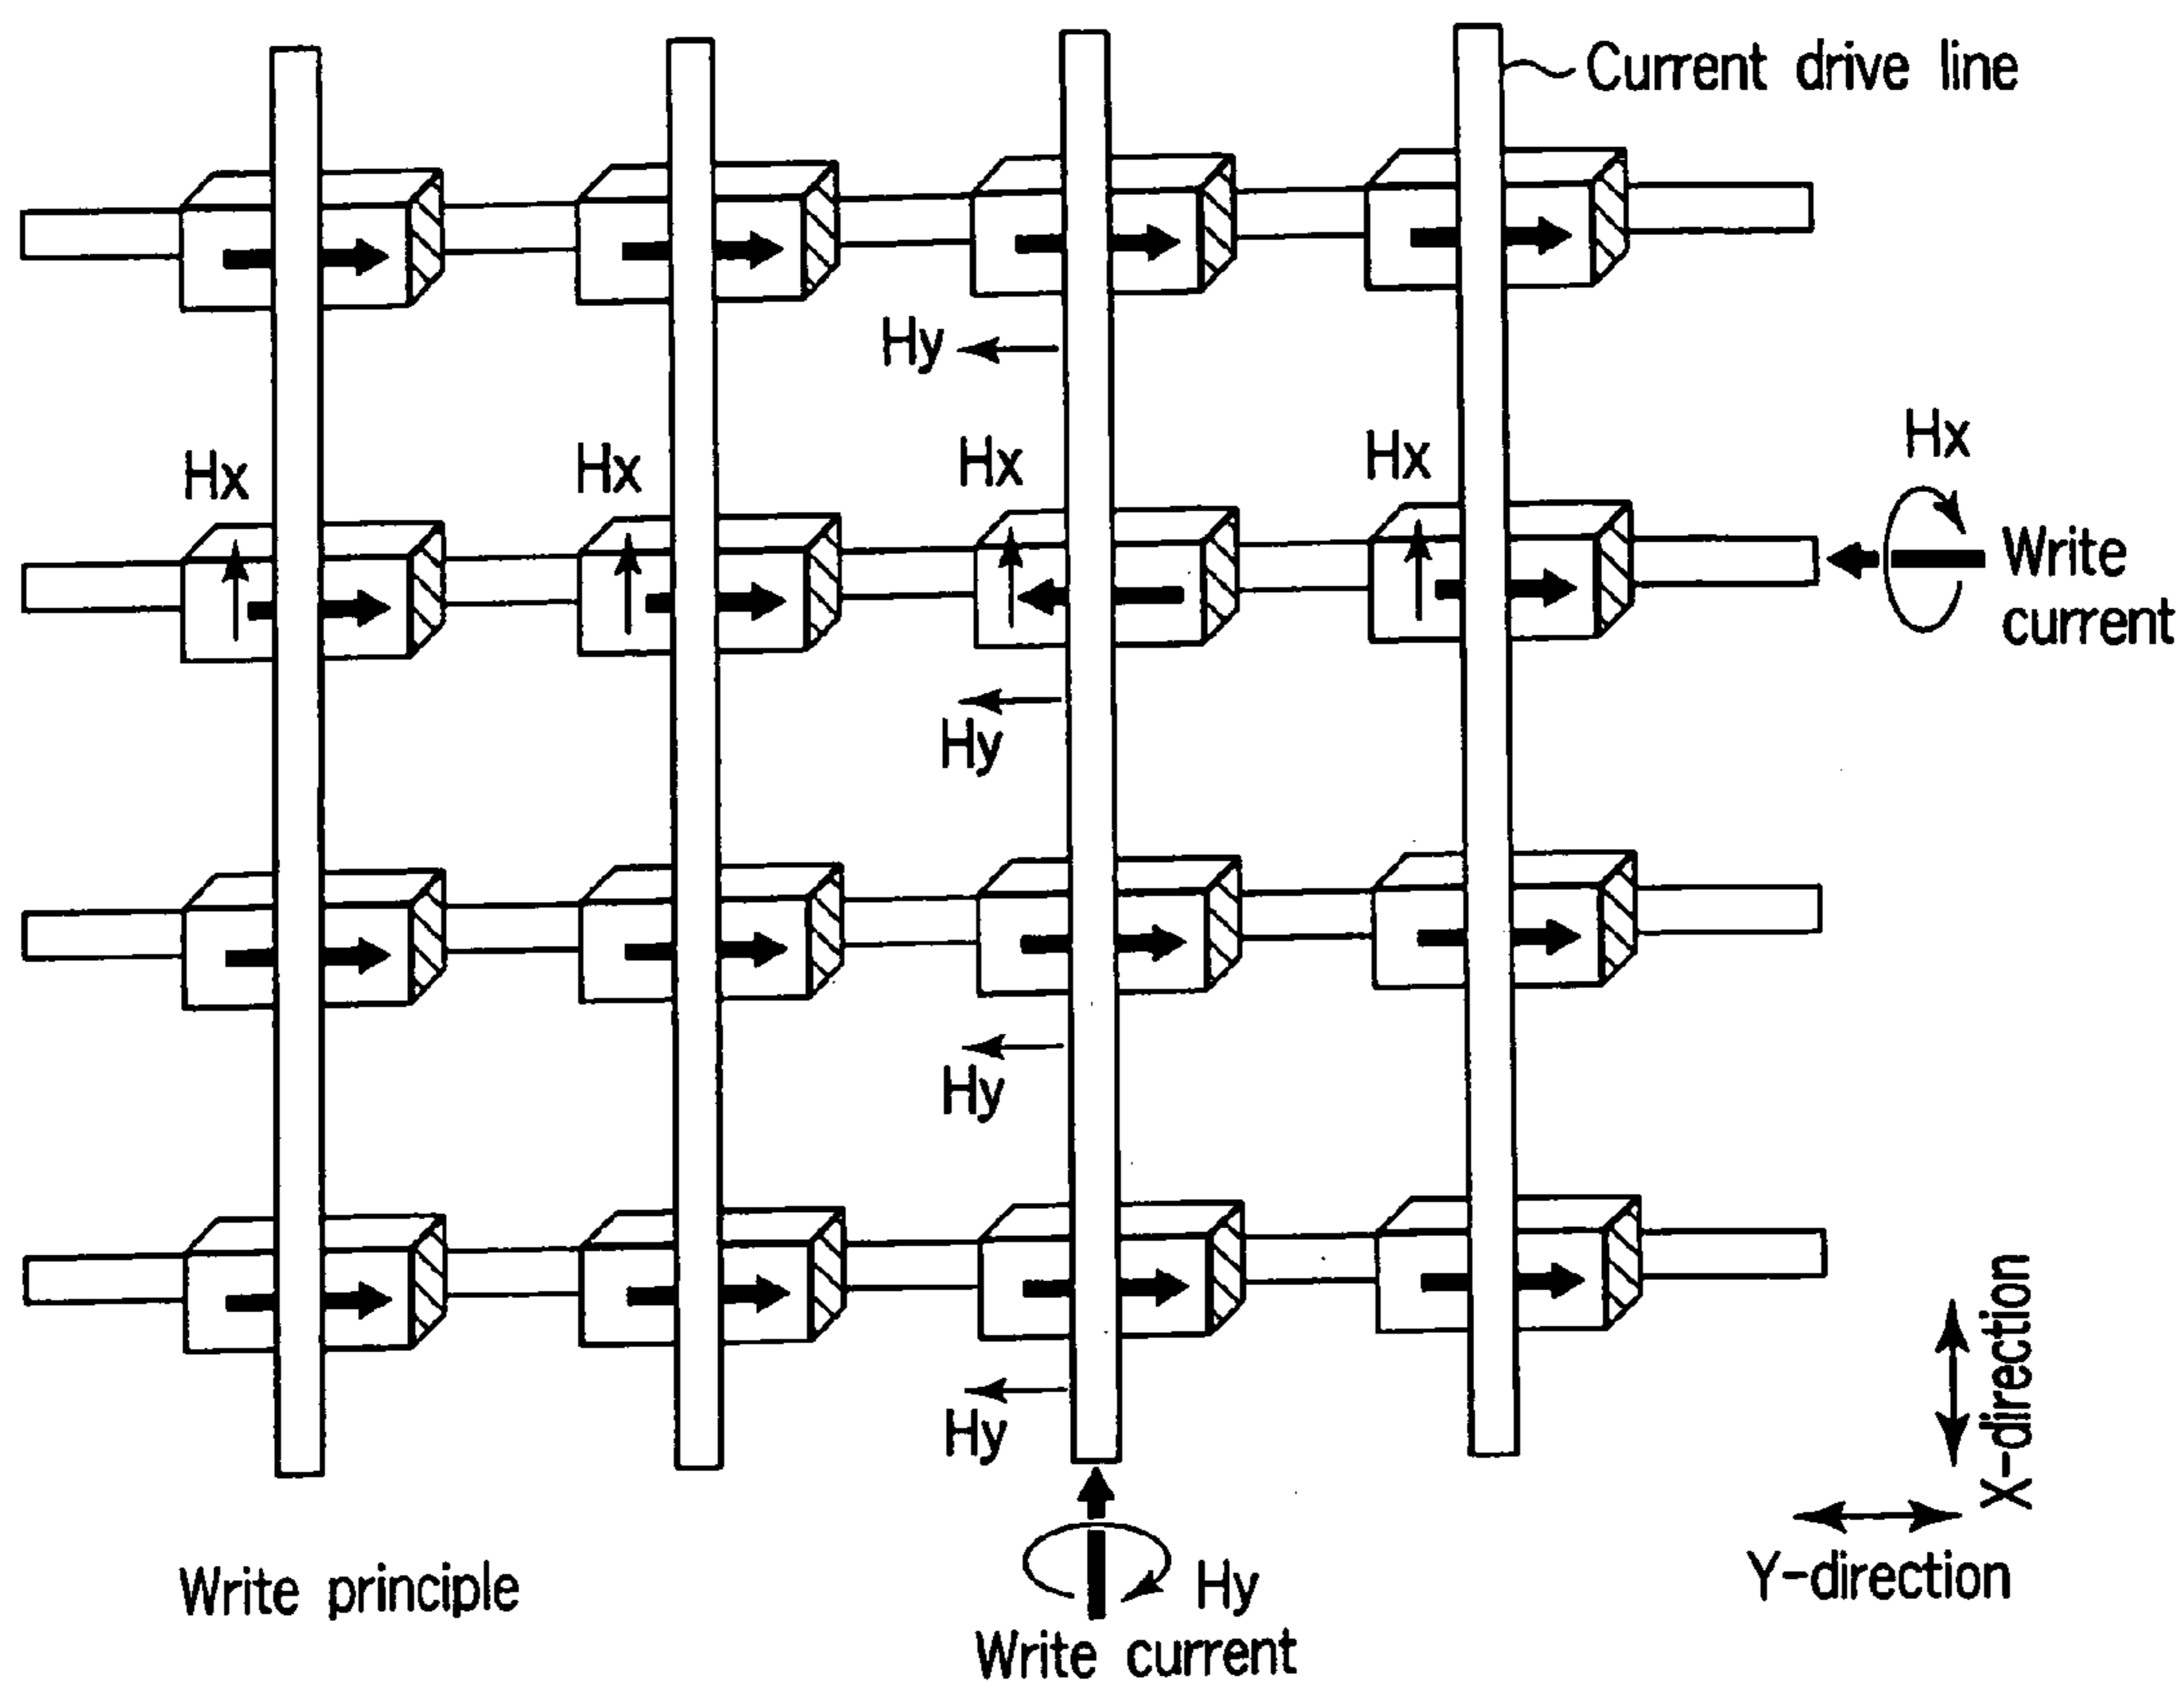 Current drive line
Hy
Hx
Hx
Hx
Hx
Hx
Write
current
Hy
Hy
Hy
X-direction
Y-direction
Write principle
Hy
Write current